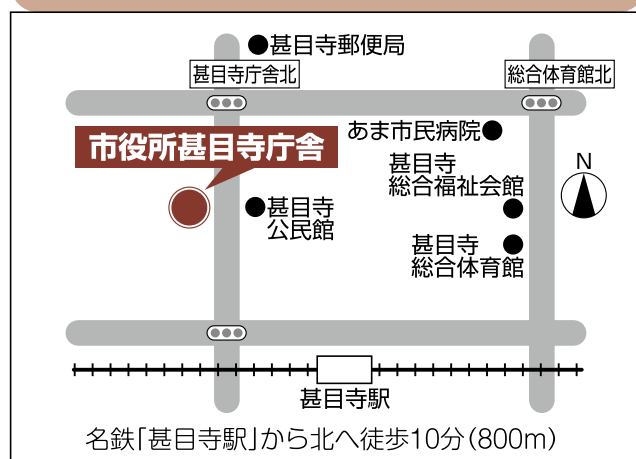 甚目寺郵便局
甚目寺庁舎北
総合体育館北
あま市民病院
市役所甚目寺庁舎
甚目寺
総合福祉会館
N
甚目寺
公民館
甚目寺
総合体育館
甚目寺駅
名鉄「甚目寺駅」から北へ徒歩10分（800m）